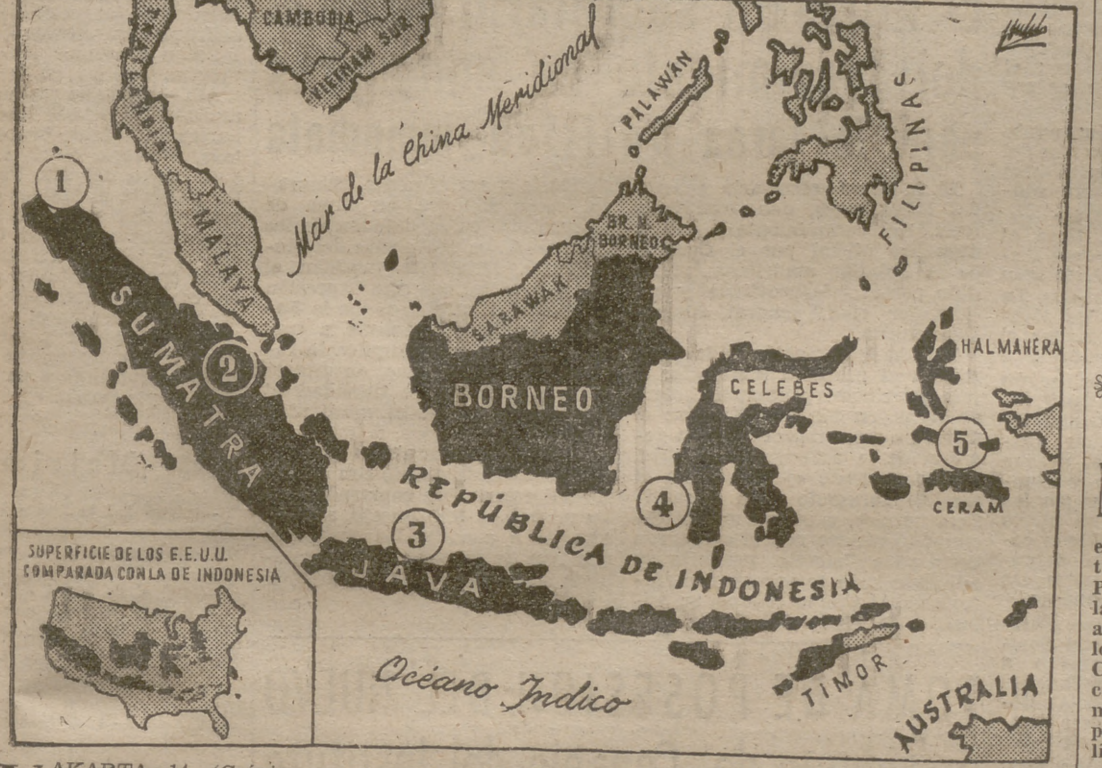 CAMBODIA
VIETNAM SUR
Mar de la China Meridional
PALAWÁN
FILIPINAS
1
MALAYA
BR. N.
BORNEO
SARAWAK
SUMATRA
2
BORNEO
CELEBES
HALMAHERA
5
CERAM
4
3
REPÚBLICA DE INDONESIA
JAVA
SUPERFICIE DE LOS E.E.U.U.
COMPARADA CON LA DE INDONESIA
TIMOR
Océano Indico
AUSTRALIA